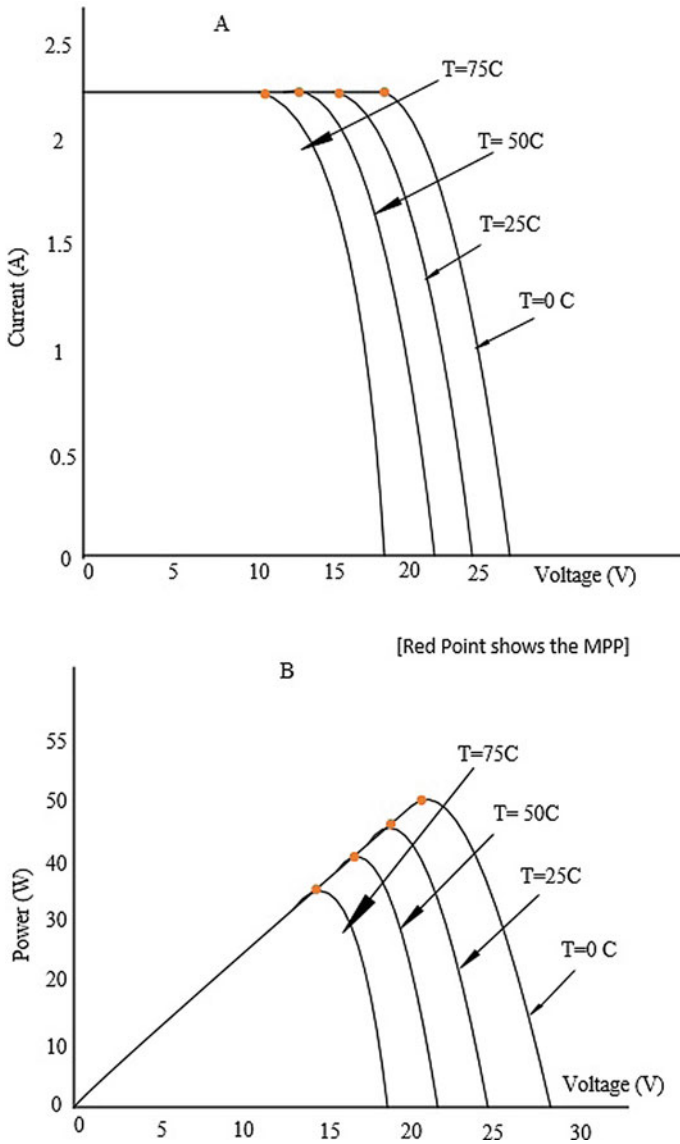 A
2.5
2
1.5
1
0.5
0
Current (A)
T=75C
T= 50C
T=25C
T=0 C
0 5 10 15 20 25 Voltage (V)
[Red Point shows the MPP]
B
55
50
40
30
20
10
0
Power (W)
T=75C
T= 50C
T=25C
T=0 C
Voltage (V)
0 5 10 15 20 25 30